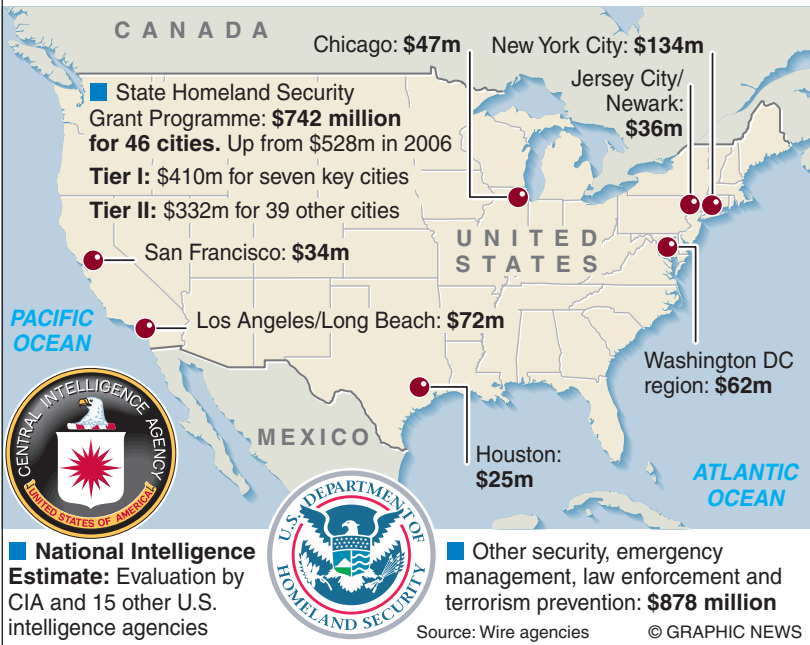 CANADA
Chicago: $47m
New York City: $134m
Jersey City/
Newark:
$36m
State Homeland Security
Grant Programme: $742 million
for 46 cities. Up from $528m in 2006
Tier I: $410m for seven key cities
Tier II: $332m for 39 other cities
UNITED
STATES
San Francisco: $34m
PACIFIC
OCEAN
Los Angeles/Long Beach: $72m
Washington DC
region: $62m
MEXICO
Houston:
$25m
ATLANTIC
OCEAN
CENTRAL INTELLIGENCE AGENCY
UNITED STATES OF AMERICA
U.S. DEPARTMENT OF
HOMELAND SECURITY
National Intelligence
Estimate: Evaluation by
CIA and 15 other U.S.
intelligence agencies
Other security, emergency
management, law enforcement and
terrorism prevention: $878 million
Source: Wire agencies
© GRAPHIC NEWS